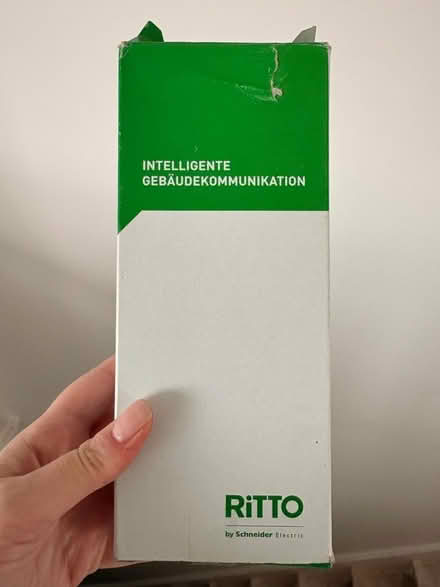 INTELLIGENTE
GEBÄUDEKOMMUNIKATION
RiTTO
by Schneider Electric